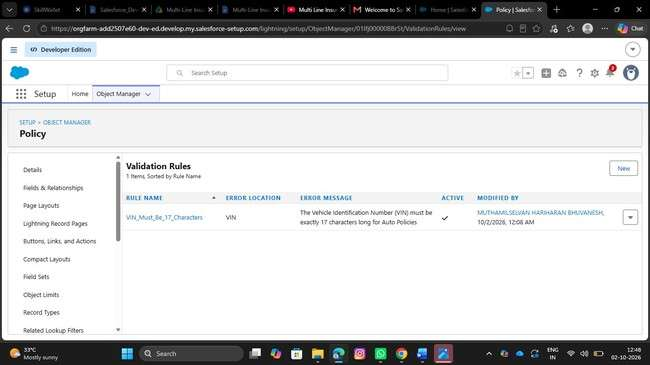 SkillWallet
Salesforce_De
Multi-Line Insu
Multi-Line Insu
Multi Line Insu
Welcome to Sa
Home | Salesf
Policy | Salesfor
https://orgfarm-add2507e60-dev-ed.develop.my.salesforce-setup.com/lightning/setup/ObjectManager/
/ValidationRules/view
Chat
Developer Edition
Search Setup
3
Setup
Home
Object Manager
SETUP > OBJECT MANAGER
Policy
Details
Fields & Relationships
Page Layouts
Lightning Record Pages
Buttons, Links, and Actions
Compact Layouts
Field Sets
Object Limits
Record Types
Related Lookup Filters
Validation Rules
1 Items, Sorted by Rule Name
New
RULE NAME
ERROR LOCATION
ERROR MESSAGE
ACTIVE
MODIFIED BY
VIN_Must_Be_17_Characters
VIN
The Vehicle Identification Number (VIN) must be
exactly 17 characters long for Auto Policies
MUTHAMILSELVAN HARIHARAN BHUVANESH,
10/2/2026, 12:08 AM
33°C
Mostly sunny
Search
ENG
IN
12:48
02-10-2026